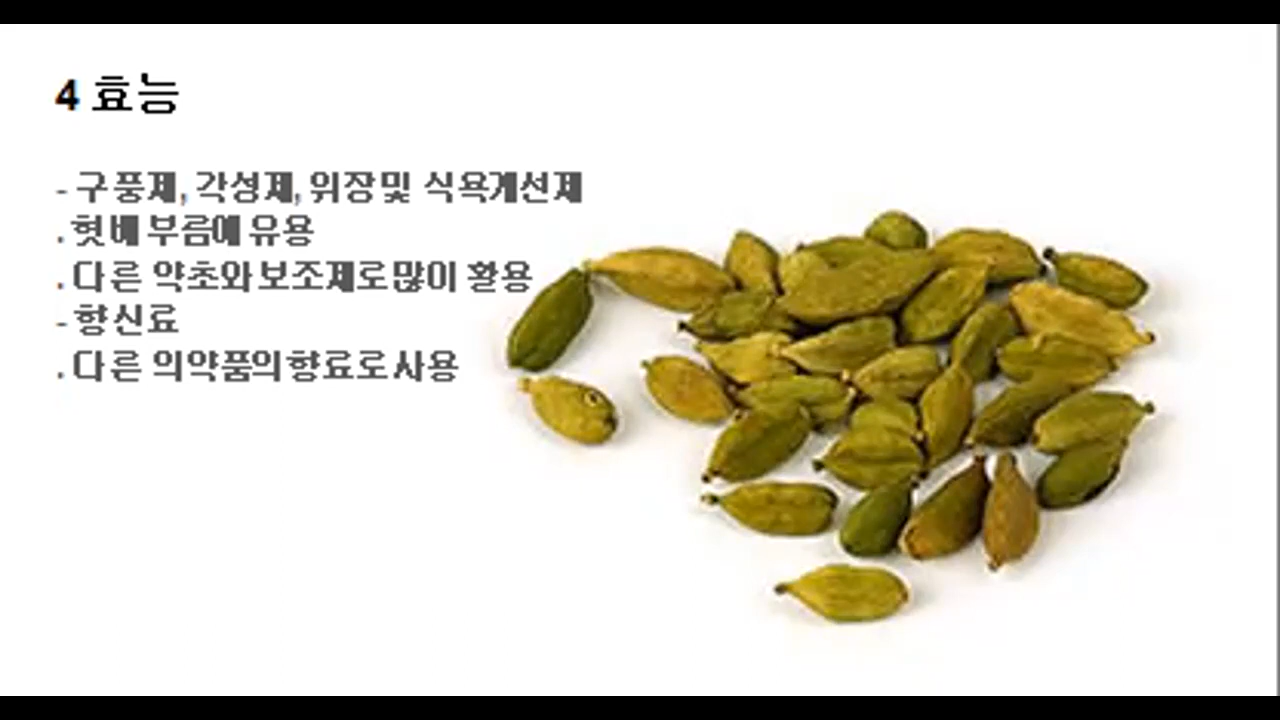 4 효능
- 구풍제, 각성제, 위장 및 식욕개선제
. 헛배 부름에 유용
. 다른 약초와 보조제로 많이 활용
- 향신료
. 다른 의약품의 향료로 사용